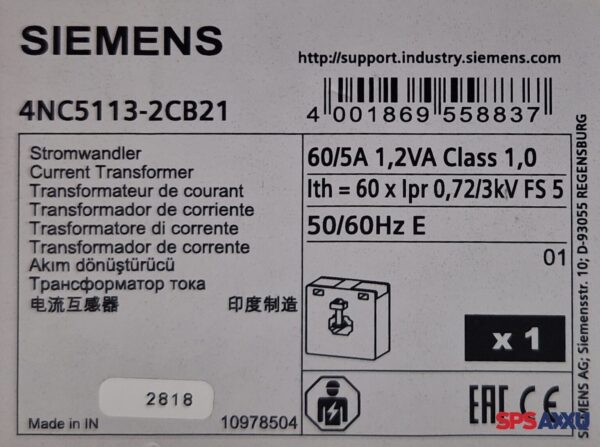 SIEMENS
http://support.industry.siemens.com
4NC5113-2CB21
4 001869 558837
Stromwandler
Current Transformer
Transformateur de courant
Transformador de corriente
Trasformatore di corrente
Transformador de corrente
Akım dönüştürücü
Трансформатор тока
电流互感器 印度制造
60/5A 1,2VA Class 1,0
Ith = 60 x Ipr 0,72/3kV FS 5
50/60Hz E
01
x 1
2818
Made in IN 10978504
EAC CE
SPS AXXU
SIEMENS AG; Siemensstr. 10; D-93055 REGENSBURG